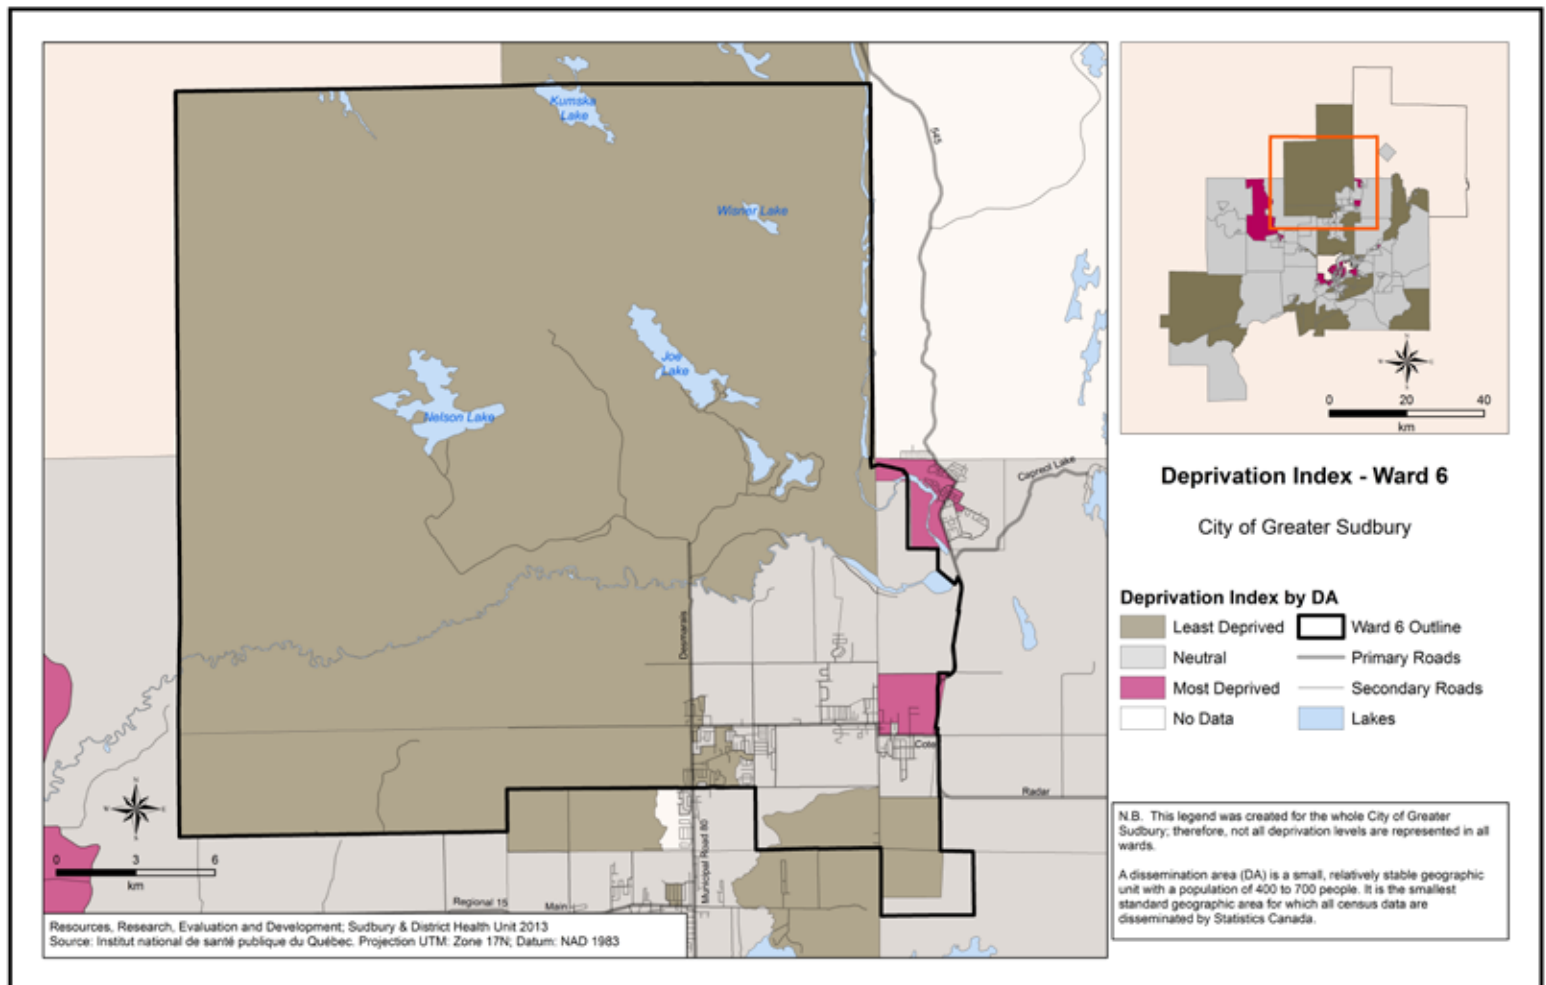 Kumska
Lake
545
Wisner Lake
Joe
Lake
Nelson Lake
Capreol Lake
Desmarais
Cote
Radar
Municipal Road 80
Regional 15
Main
N
W
E
S
0 3 6
km
Resources, Research, Evaluation and Development; Sudbury & District Health Unit 2013
Source: Institut national de santé publique du Québec. Projection UTM: Zone 17N; Datum: NAD 1983
N
W
E
S
0 20 40
km
Deprivation Index - Ward 6
City of Greater Sudbury
Deprivation Index by DA
Least Deprived
Ward 6 Outline
Neutral
Primary Roads
Most Deprived
Secondary Roads
No Data
Lakes
N.B. This legend was created for the whole City of Greater
Sudbury; therefore, not all deprivation levels are represented in all
wards.
A dissemination area (DA) is a small, relatively stable geographic
unit with a population of 400 to 700 people. It is the smallest
standard geographic area for which all census data are
disseminated by Statistics Canada.